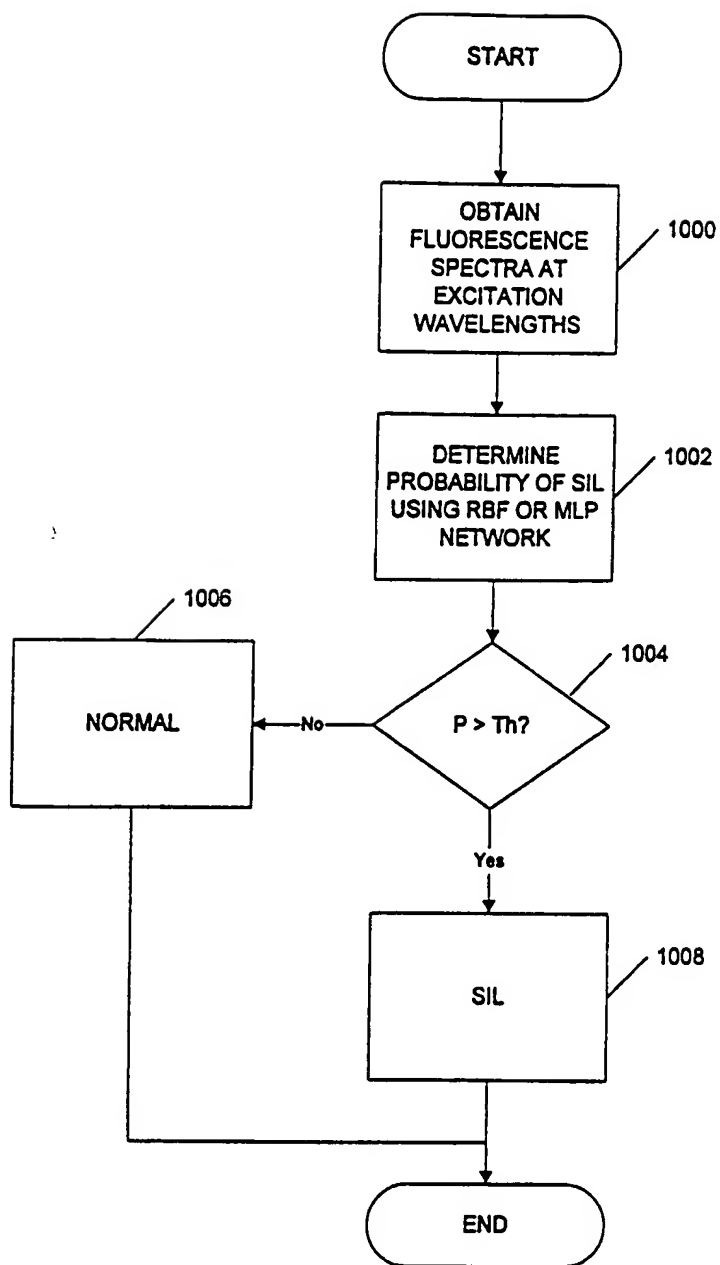 START
OBTAIN
FLUORESCENCE
SPECTRA AT
EXCITATION
WAVELENGTHS
1000
DETERMINE
PROBABILITY OF SIL
USING RBF OR MLP
NETWORK
1002
1006
NORMAL
No
P > Th?
1004
Yes
SIL
1008
END